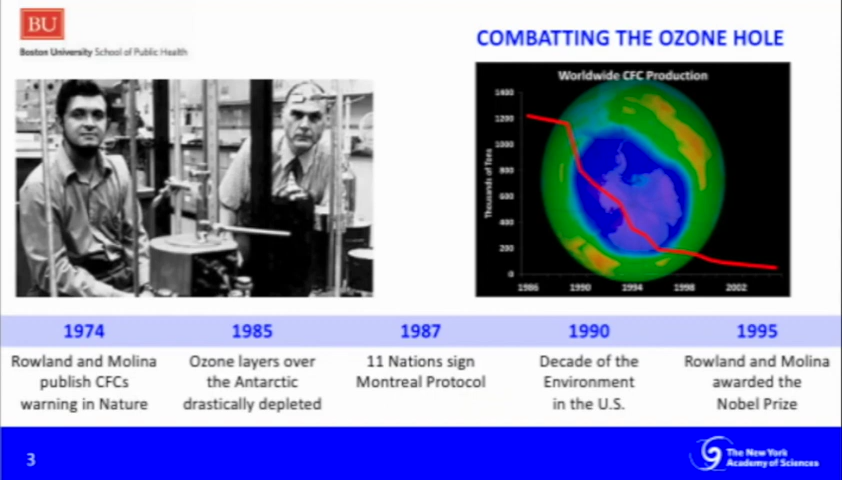 BU
Boston University School of Public Health
COMBATTING THE OZONE HOLE
Worldwide CFC Production
Thousands of Tons
1400
1200
1000
800
600
400
200
0
1986 1990 1994 1998 2002
1974
Rowland and Molina
publish CFCs
warning in Nature
1985
Ozone layers over
the Antarctic
drastically depleted
1987
11 Nations sign
Montreal Protocol
1990
Decade of the
Environment
in the U.S.
1995
Rowland and Molina
awarded the
Nobel Prize
3
The New York
Academy of Sciences